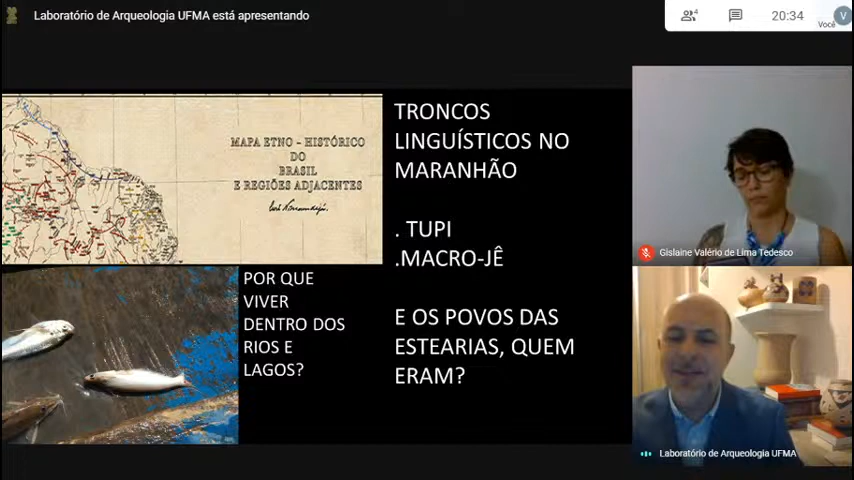 Laboratório de Arqueologia UFMA está apresentando
4
20:34
V
Você
MAPA ETNO - HISTÓRICO
DO
BRASIL
E REGIÕES ADJACENTES
TRONCOS
LINGUÍSTICOS NO
MARANHÃO
. TUPI
.MACRO-JÊ
E OS POVOS DAS
ESTEARIAS, QUEM
ERAM?
POR QUE
VIVER
DENTRO DOS
RIOS E
LAGOS?
Gislaine Valério de Lima Tedesco
Laboratório de Arqueologia UFMA